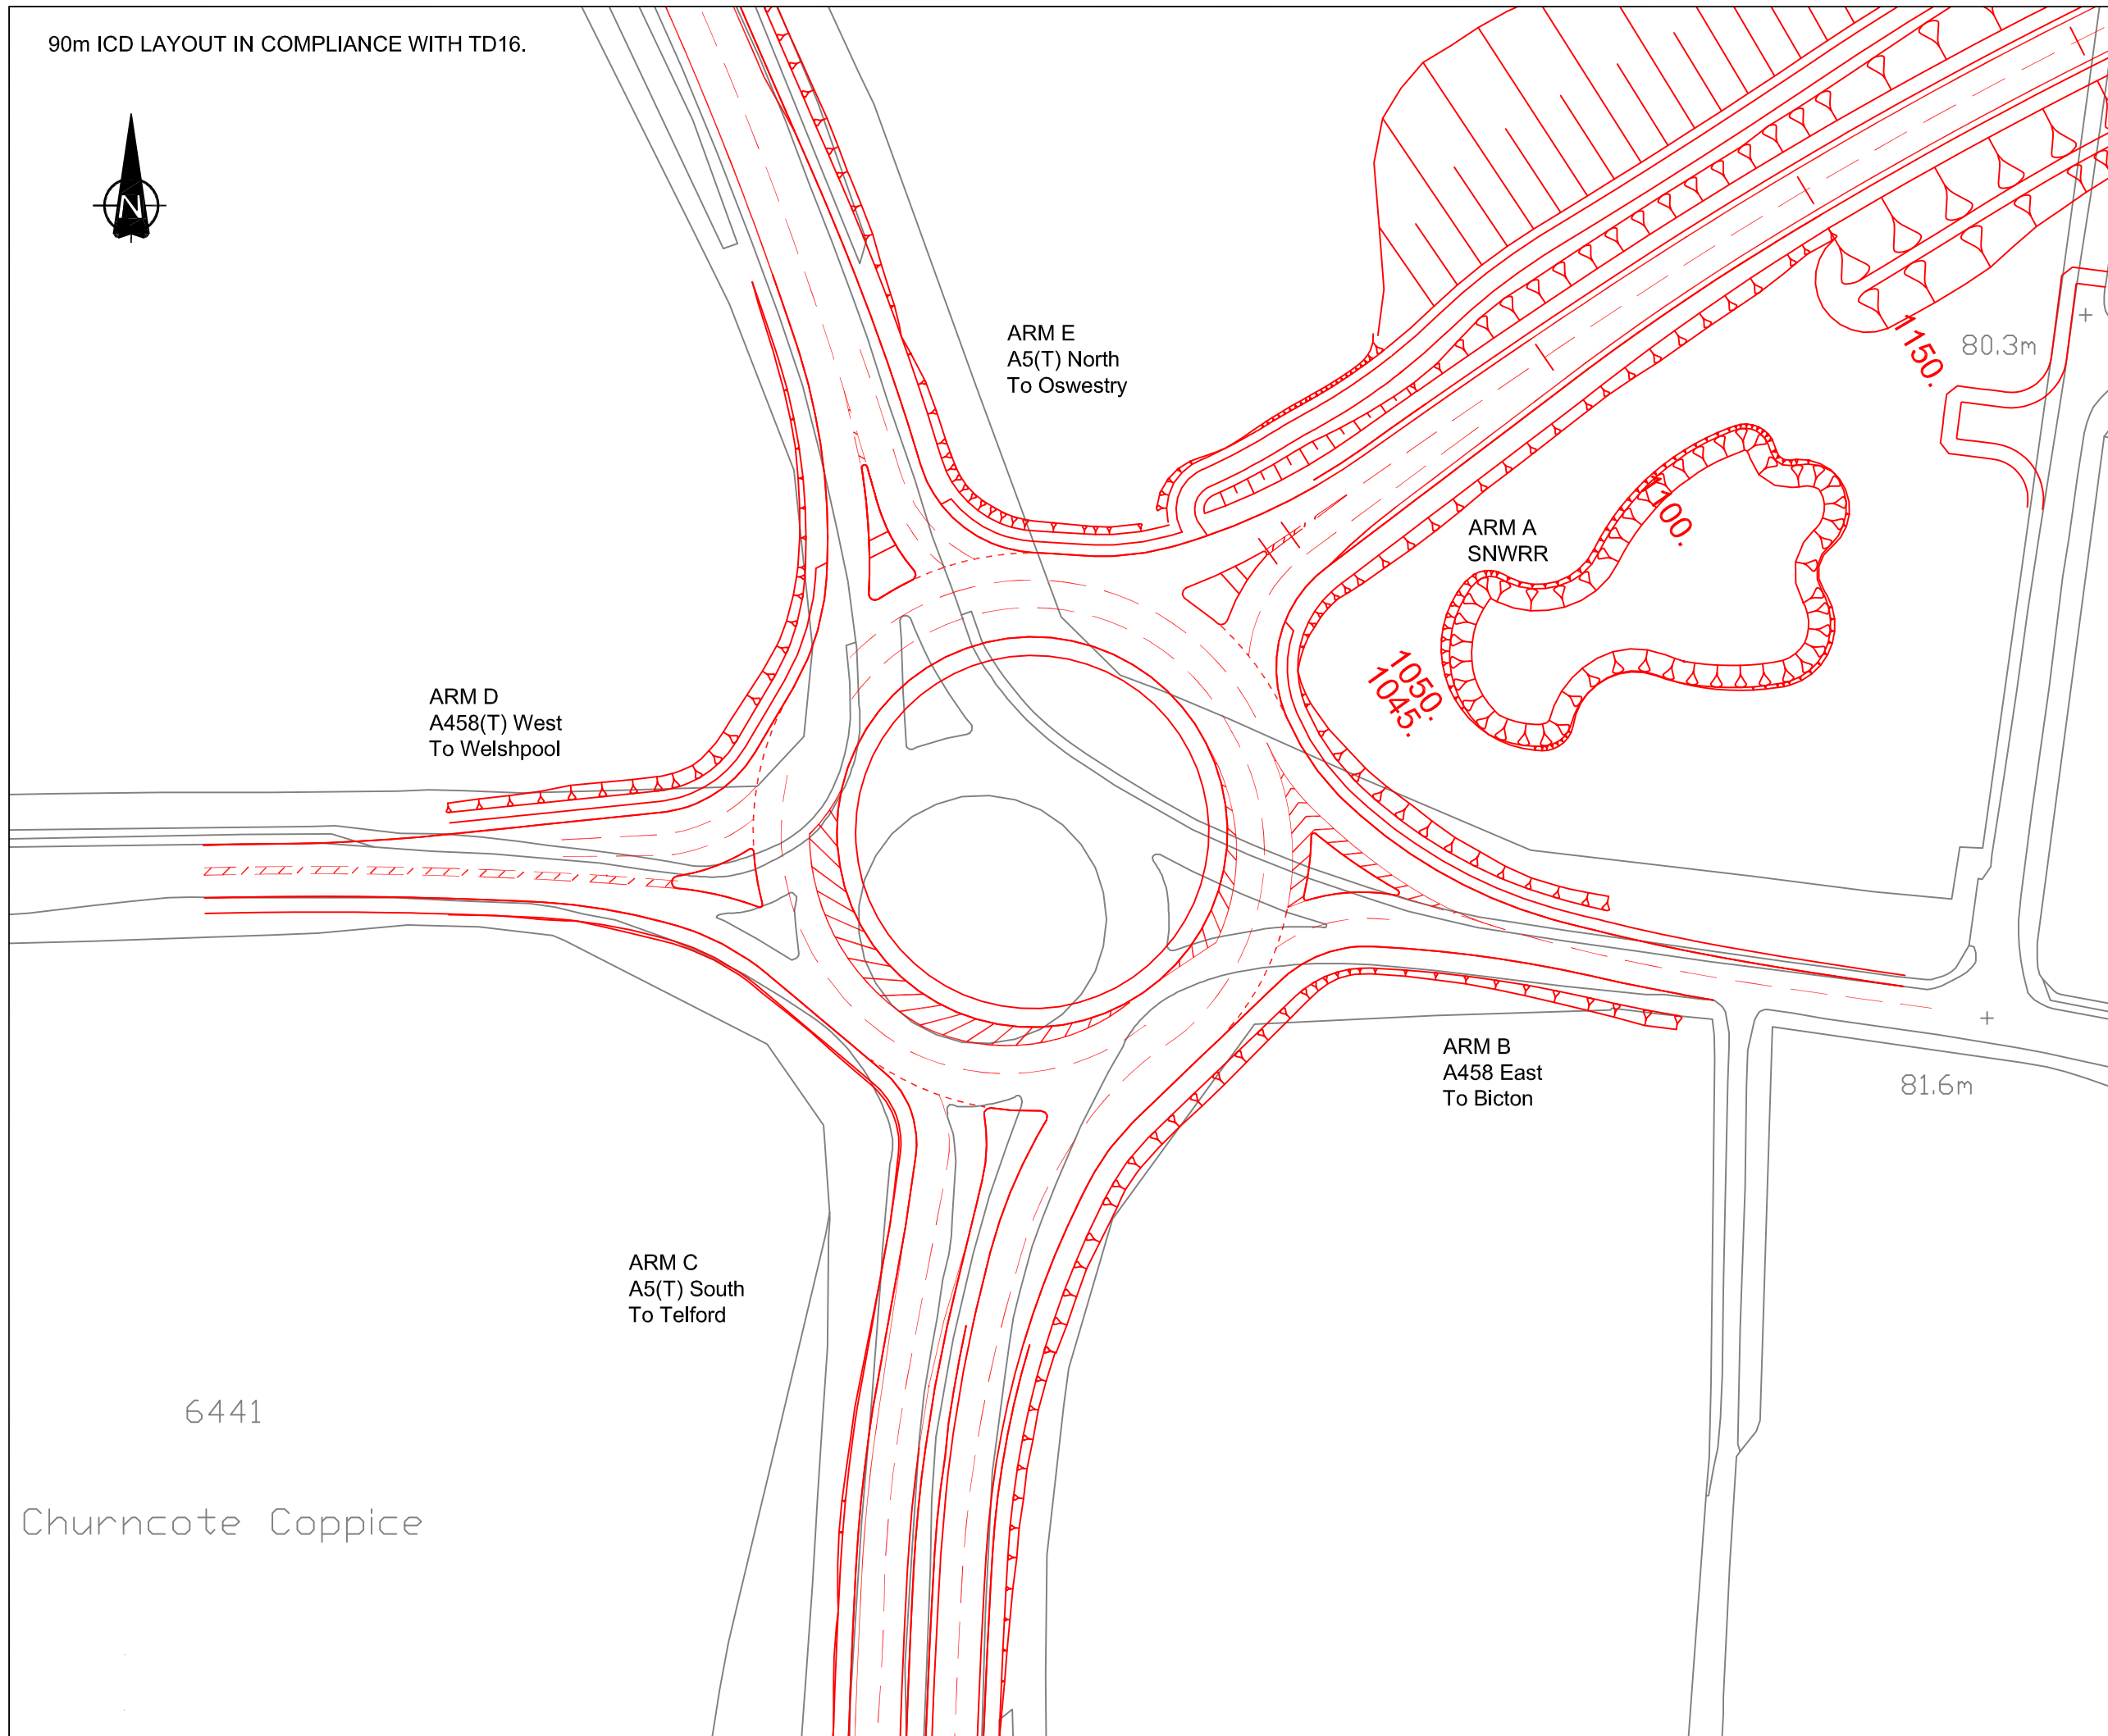 90m ICD LAYOUT IN COMPLIANCE WITH TD16.
N
ARM E
A5(T) North
To Oswestry
1150.
80.3m
ARM A
SNWRR
1100.
1050.
1045.
ARM D
A458(T) West
To Welshpool
ARM B
A458 East
To Bicton
81.6m
ARM C
A5(T) South
To Telford
6441
Churncote Coppice